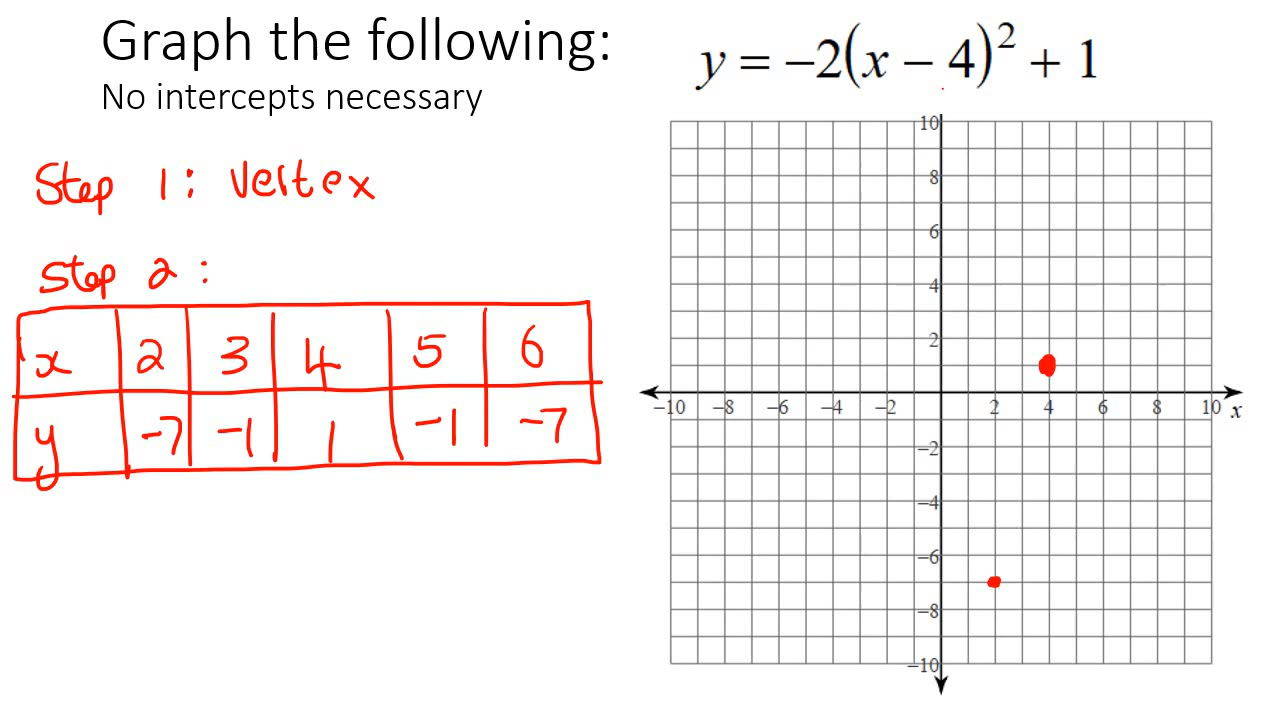 Graph the following:
No intercepts necessary
y = −2(x − 4)² + 1
Step 1: Vertex
Step 2:
x 2 3 4 5 6
y -7 -1 1 -1 -7
10
8
6
4
2
−10 −8 −6 −4 −2 2 4 6 8 10 x
−2
−4
−6
−8
−10